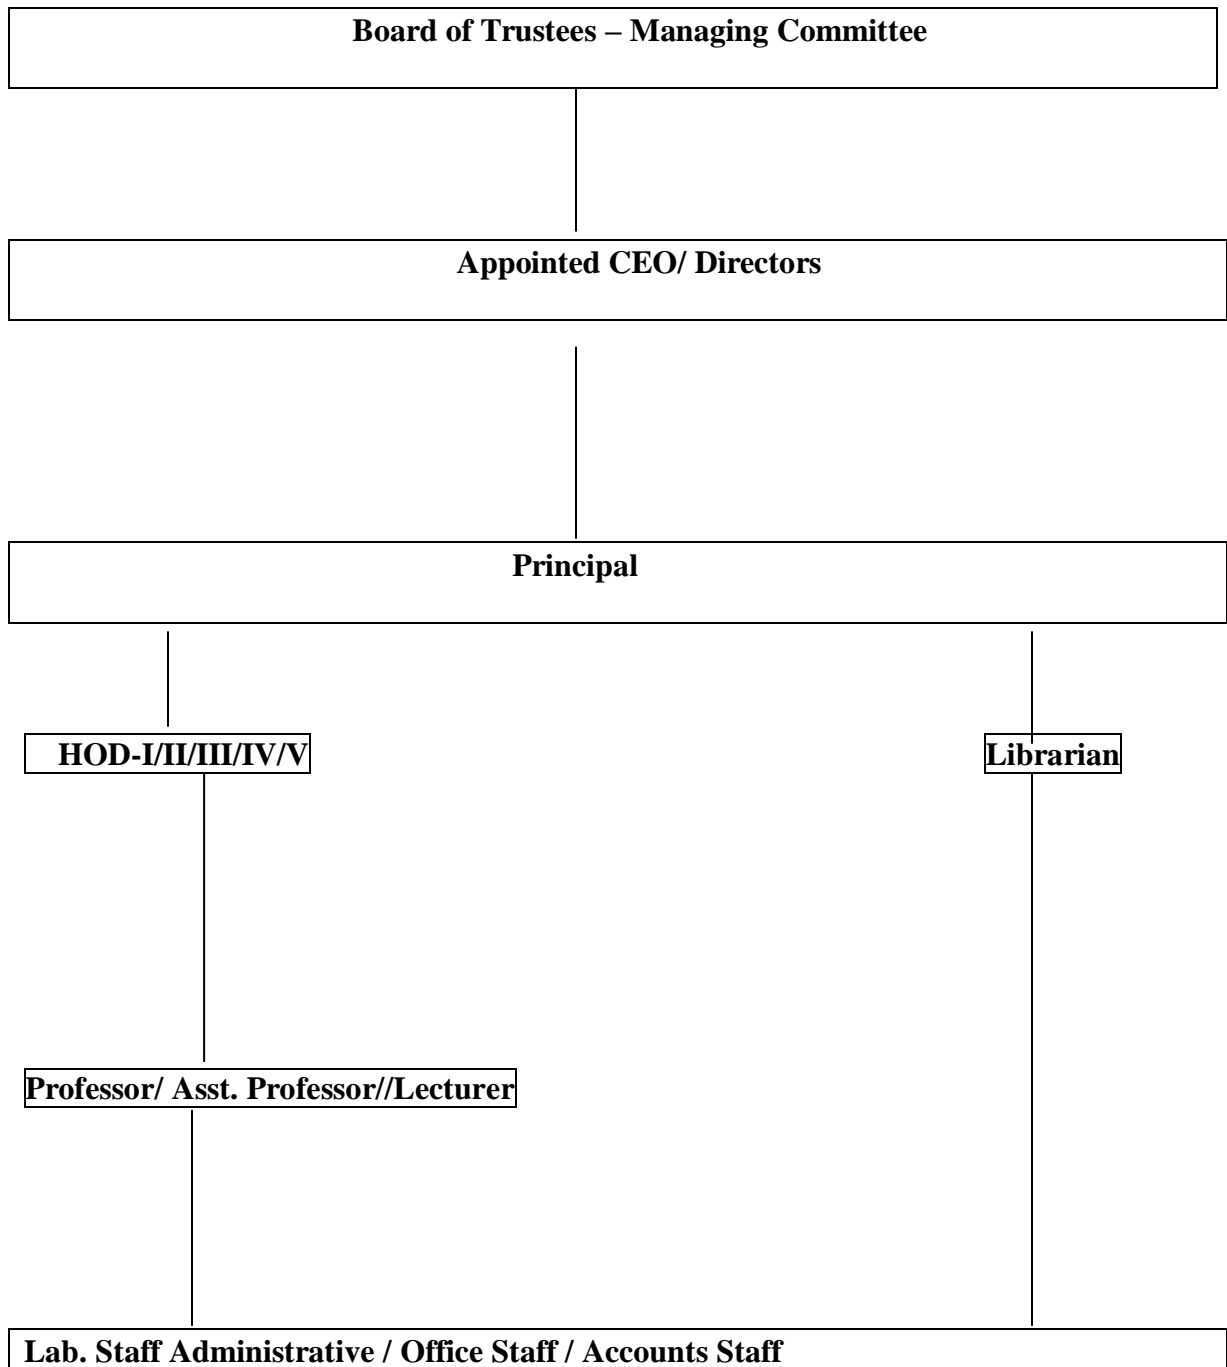 Board of Trustees – Managing Committee
Appointed CEO/ Directors
Principal
HOD-I/II/III/IV/V
Librarian
Professor/ Asst. Professor//Lecturer
Lab. Staff Administrative / Office Staff / Accounts Staff